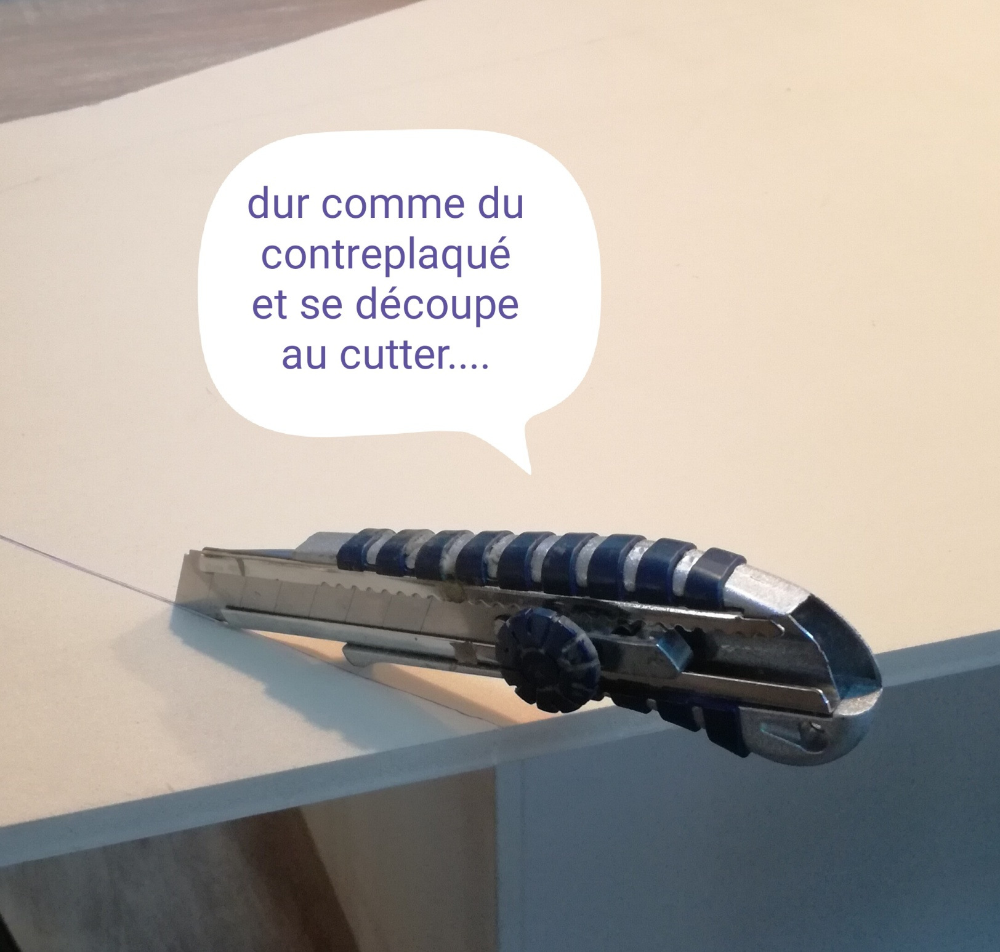 dur comme du
contreplaqué
et se découpe
au cutter....